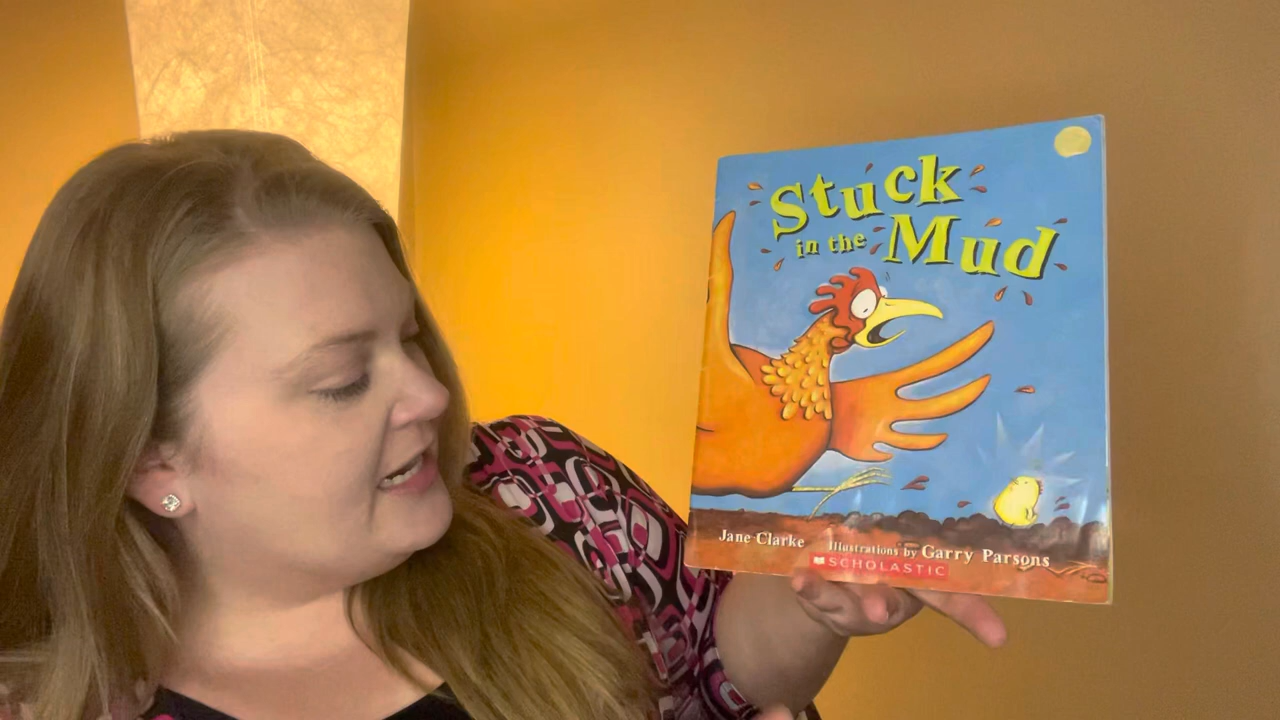 Stuck
in the Mud
Jane Clarke Illustrations by Garry Parsons
SCHOLASTIC